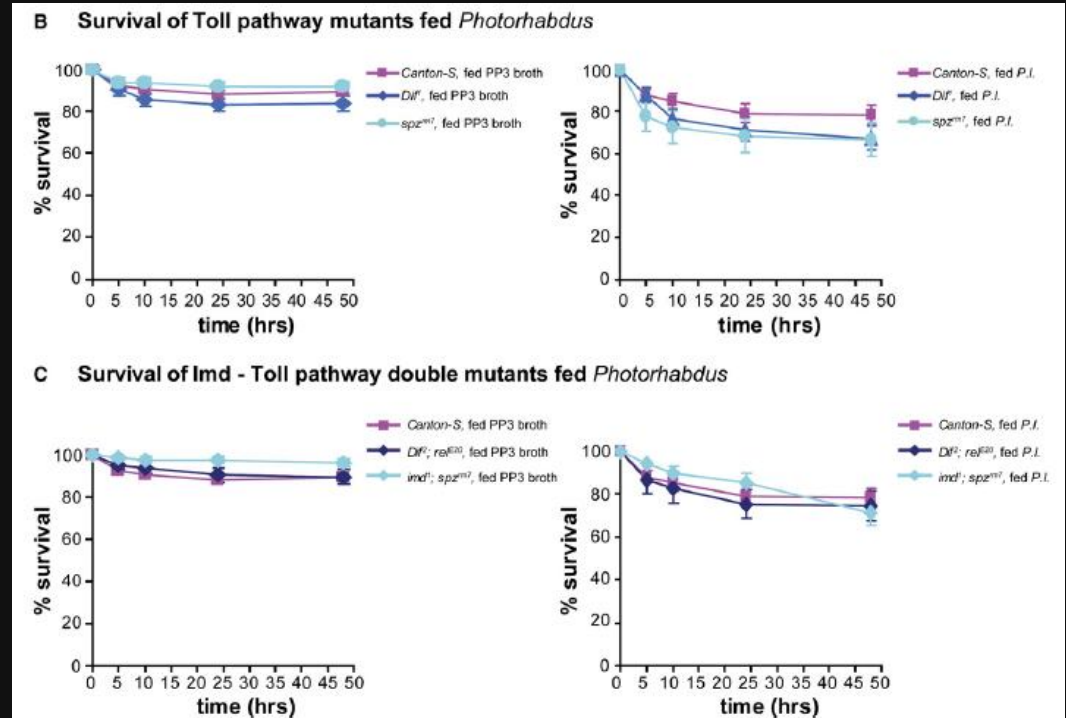 B Survival of Toll pathway mutants fed Photorhabdus
100
80
60
40
20
0
% survival
0 5 10 15 20 25 30 35 40 45 50
time (hrs)
Canton-S, fed PP3 broth
Dif¹, fed PP3 broth
spzʳᵐ⁷, fed PP3 broth
100
80
60
40
20
0
% survival
0 5 10 15 20 25 30 35 40 45 50
time (hrs)
Canton-S, fed P.l.
Dif¹, fed P.l.
spzʳᵐ⁷, fed P.l.
C Survival of Imd - Toll pathway double mutants fed Photorhabdus
Canton-S, fed PP3 broth
Dif²; relᴱ²⁰, fed PP3 broth
imd¹; spzʳᵐ⁷, fed PP3 broth
100
80
60
40
20
0
% survival
0 5 10 15 20 25 30 35 40 45 50
time (hrs)
Canton-S, fed P.l.
Dif²; relᴱ²⁰, fed P.l.
imd¹; spzʳᵐ⁷, fed P.l.
100
80
60
40
20
0
% survival
0 5 10 15 20 25 30 35 40 45 50
time (hrs)